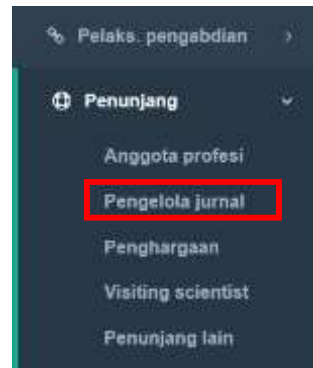 Pelaks. pengabdian
Penunjang
Anggota profesi
Pengelola jurnal
Penghargaan
Visiting scientist
Penunjang lain